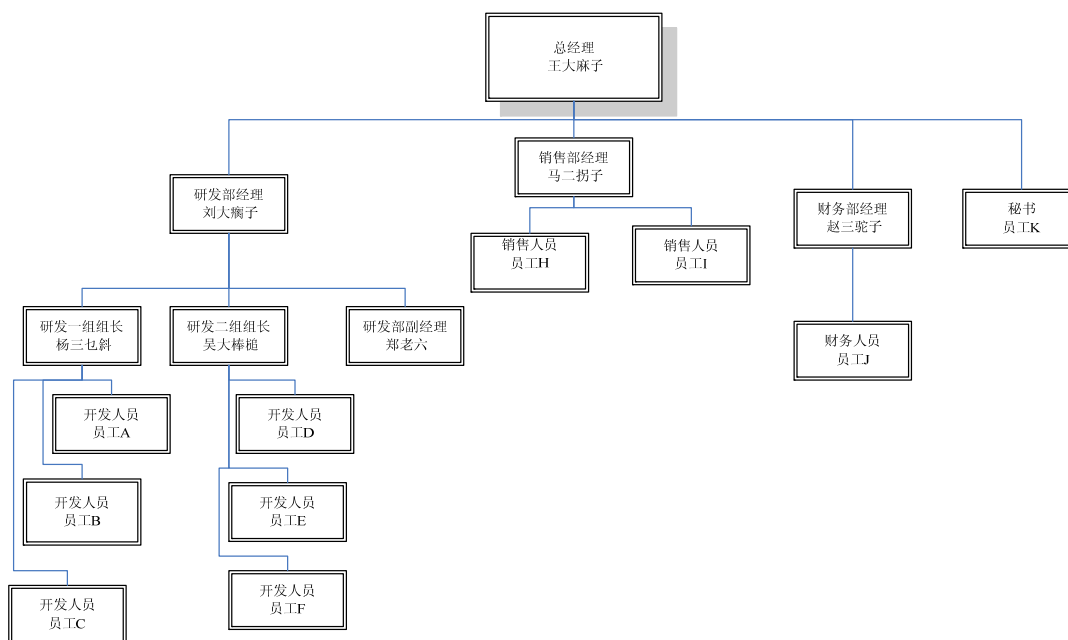 总经理
王大麻子
销售部经理
马二拐子
研发部经理
刘大瘸子
财务部经理
赵三驼子
秘书
员工K
销售人员
员工H
销售人员
员工I
研发一组组长
杨三乜斜
研发二组组长
吴大棒槌
研发部副经理
郑老六
财务人员
员工J
开发人员
员工A
开发人员
员工D
开发人员
员工B
开发人员
员工E
开发人员
员工C
开发人员
员工F